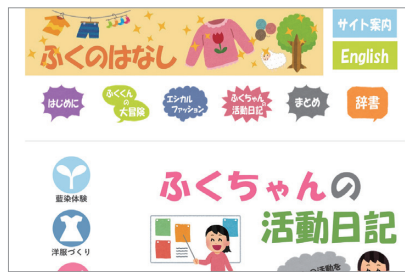 ふくのはなし
サイト案内
English
はじめに
ふくくんの大冒険
エシカルファッション
ふくちゃん活動日記
まとめ
辞書
ふくちゃんの
活動日記
藍染体験
洋服づくり